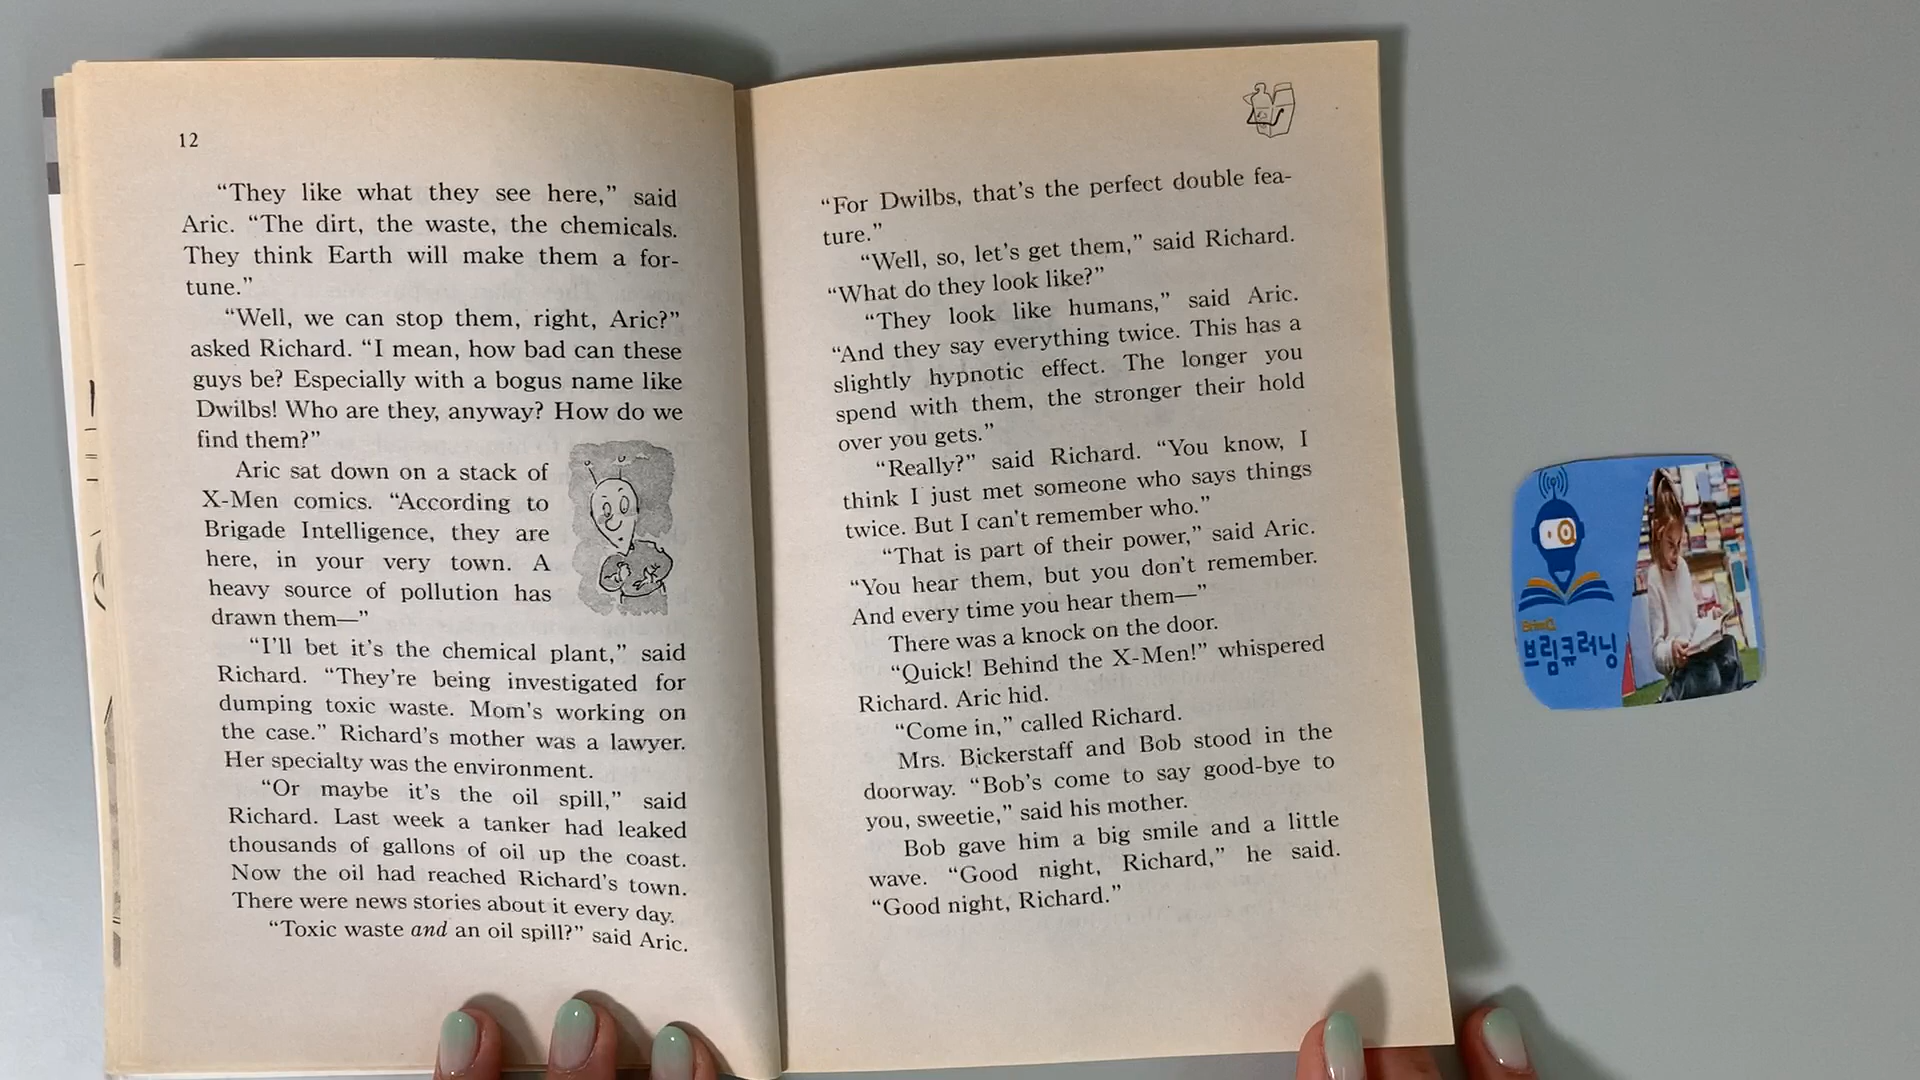 12
“They like what they see here,” said
Aric. “The dirt, the waste, the chemicals.
They think Earth will make them a for-
tune.”
“Well, we can stop them, right, Aric?”
asked Richard. “I mean, how bad can these
guys be? Especially with a bogus name like
Dwilbs! Who are they, anyway? How do we
find them?”
Aric sat down on a stack of
X-Men comics. “According to
Brigade Intelligence, they are
here, in your very town. A
heavy source of pollution has
drawn them—”
“I’ll bet it’s the chemical plant,” said
Richard. “They’re being investigated for
dumping toxic waste. Mom’s working on
the case.” Richard’s mother was a lawyer.
Her specialty was the environment.
“Or maybe it’s the oil spill,” said
Richard. Last week a tanker had leaked
thousands of gallons of oil up the coast.
Now the oil had reached Richard’s town.
There were news stories about it every day.
“Toxic waste and an oil spill?” said Aric.
“For Dwilbs, that’s the perfect double fea-
ture.”
“Well, so, let’s get them,” said Richard.
“What do they look like?”
“They look like humans,” said Aric.
“And they say everything twice. This has a
slightly hypnotic effect. The longer you
spend with them, the stronger their hold
over you gets.”
“Really?” said Richard. “You know, I
think I just met someone who says things
twice. But I can’t remember who.”
“That is part of their power,” said Aric.
“You hear them, but you don’t remember.
And every time you hear them—”
There was a knock on the door.
“Quick! Behind the X-Men!” whispered
Richard. Aric hid.
“Come in,” called Richard.
Mrs. Bickerstaff and Bob stood in the
doorway. “Bob’s come to say good-bye to
you, sweetie,” said his mother.
Bob gave him a big smile and a little
wave. “Good night, Richard,” he said.
“Good night, Richard.”
브림큐러닝